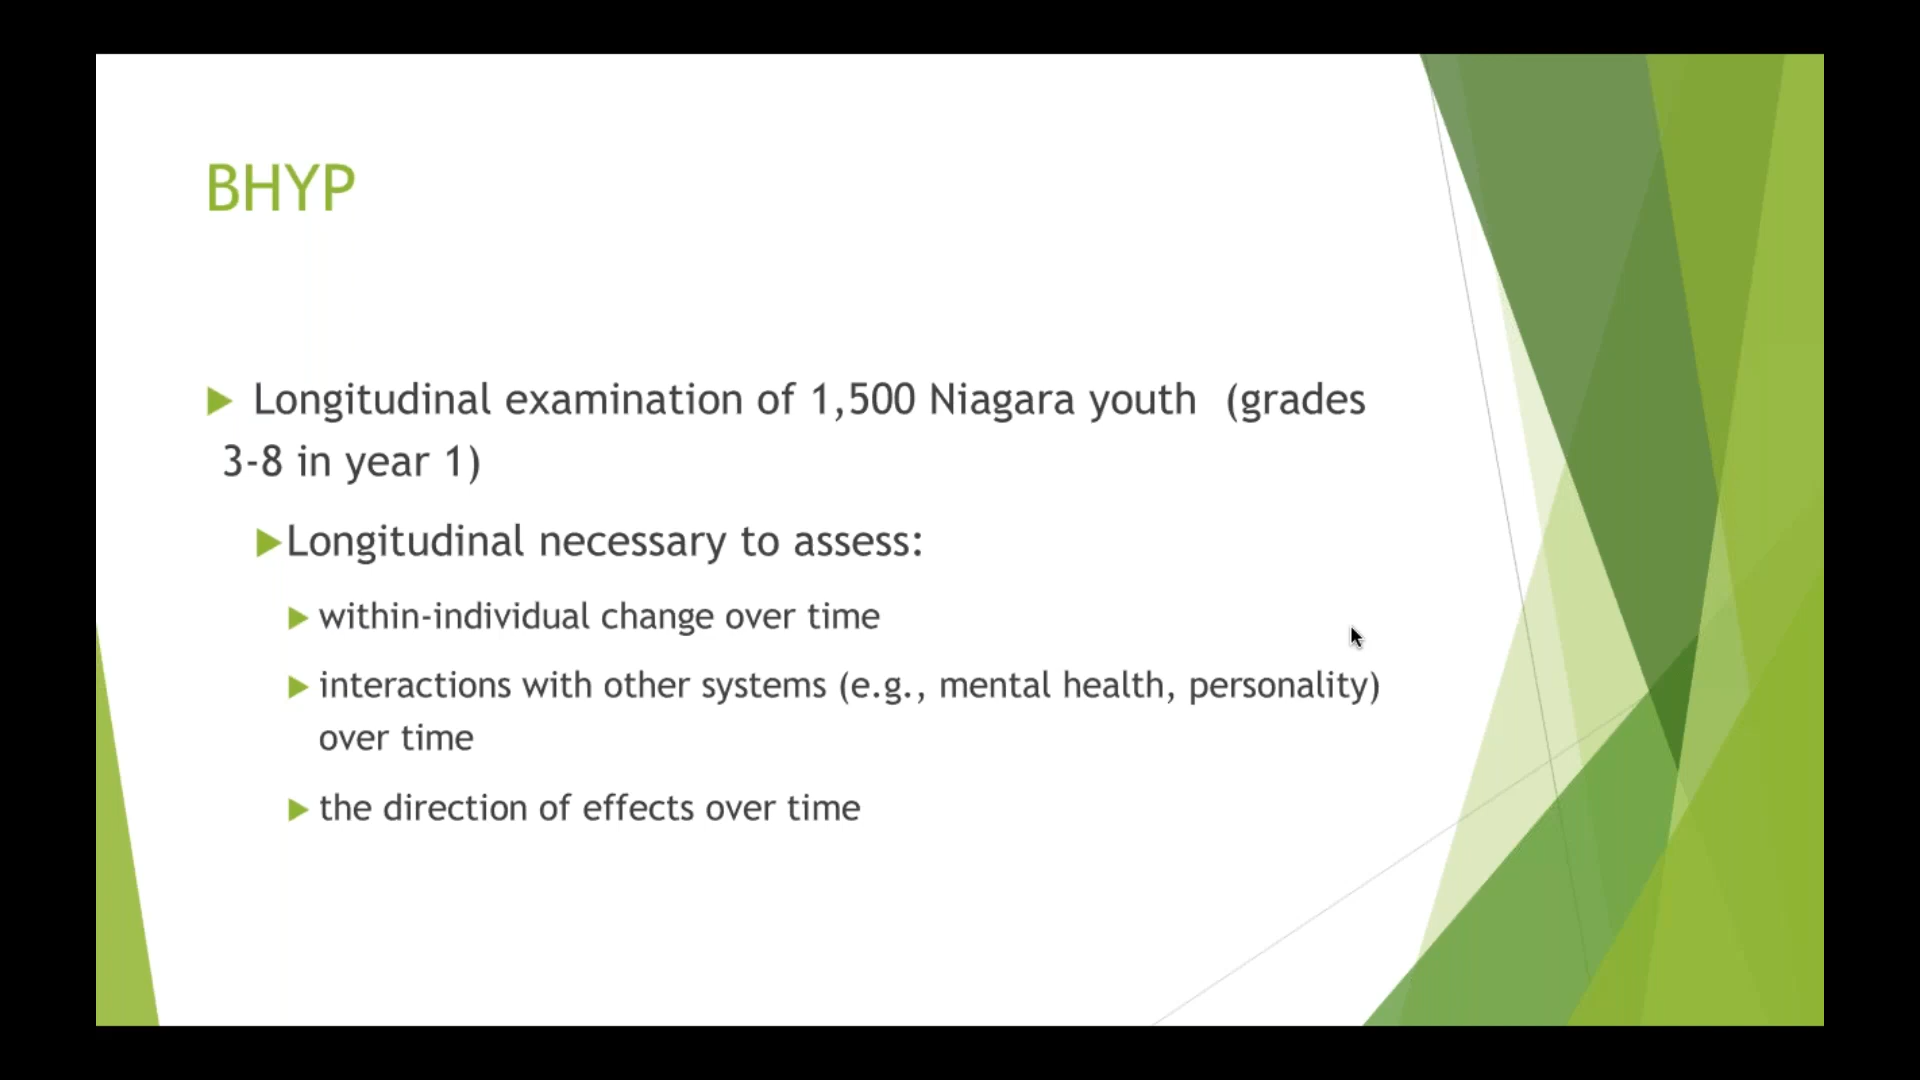 BHYP
Longitudinal examination of 1,500 Niagara youth (grades
3-8 in year 1)
Longitudinal necessary to assess:
within-individual change over time
interactions with other systems (e.g., mental health, personality)
over time
the direction of effects over time